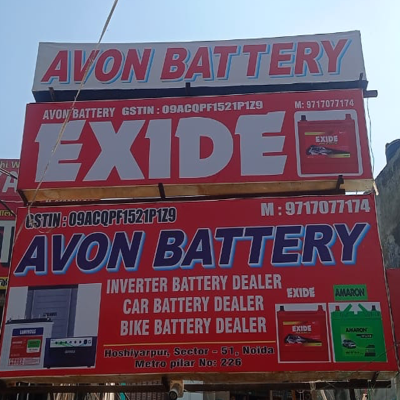 AVON BATTERY
AVON BATTERY GSTIN : 09ACQPF1521P1Z9 M: 9717077174
EXIDE
EXIDE
GSTIN : 09ACQPF1521P1Z9 M : 9717077174
AVON BATTERY
INVERTER BATTERY DEALER
CAR BATTERY DEALER
BIKE BATTERY DEALER
EXIDE AMARON
EXIDE
AMARON
Hoshiyarpur, Sector - 51, Noida
Metro pilar No: 226